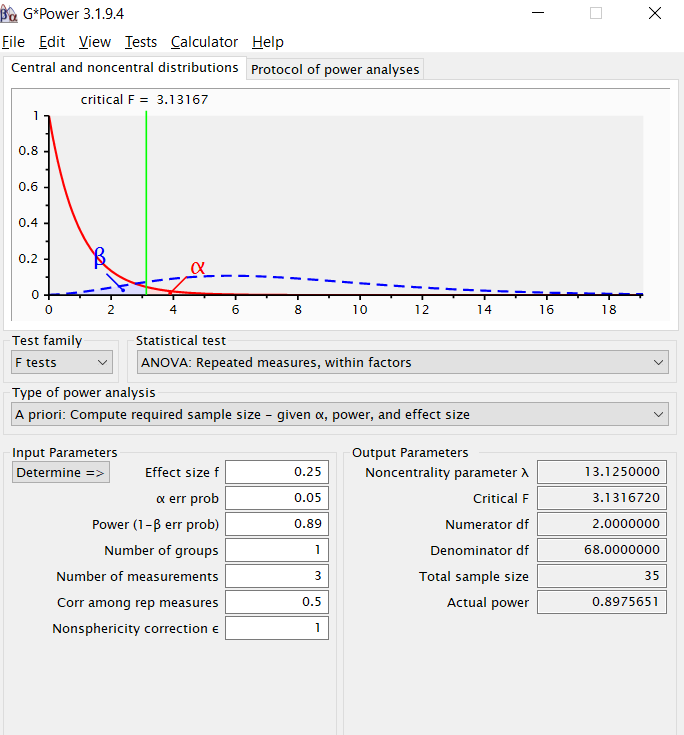 G*Power 3.1.9.4
File Edit View Tests Calculator Help
Central and noncentral distributions Protocol of power analyses
critical F = 3.13167
1
0.8
0.6
0.4
0.2
0
β
α
0 2 4 6 8 10 12 14 16 18
Test family
F tests
Statistical test
ANOVA: Repeated measures, within factors
Type of power analysis
A priori: Compute required sample size – given α, power, and effect size
Input Parameters
Determine => Effect size f 0.25
α err prob 0.05
Power (1-β err prob) 0.89
Number of groups 1
Number of measurements 3
Corr among rep measures 0.5
Nonsphericity correction ϵ 1
Output Parameters
Noncentrality parameter λ 13.1250000
Critical F 3.1316720
Numerator df 2.0000000
Denominator df 68.0000000
Total sample size 35
Actual power 0.8975651